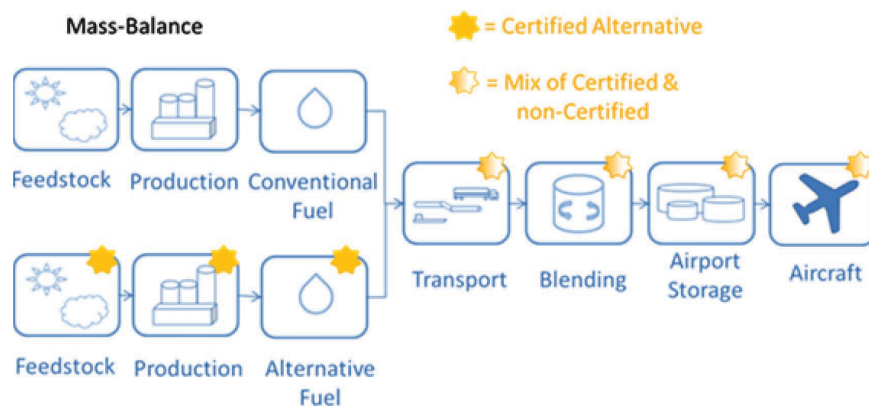 Mass-Balance
= Certified Alternative
= Mix of Certified &
non-Certified
Feedstock
Production
Conventional
Fuel
Transport
Blending
Airport
Storage
Aircraft
Feedstock
Production
Alternative
Fuel